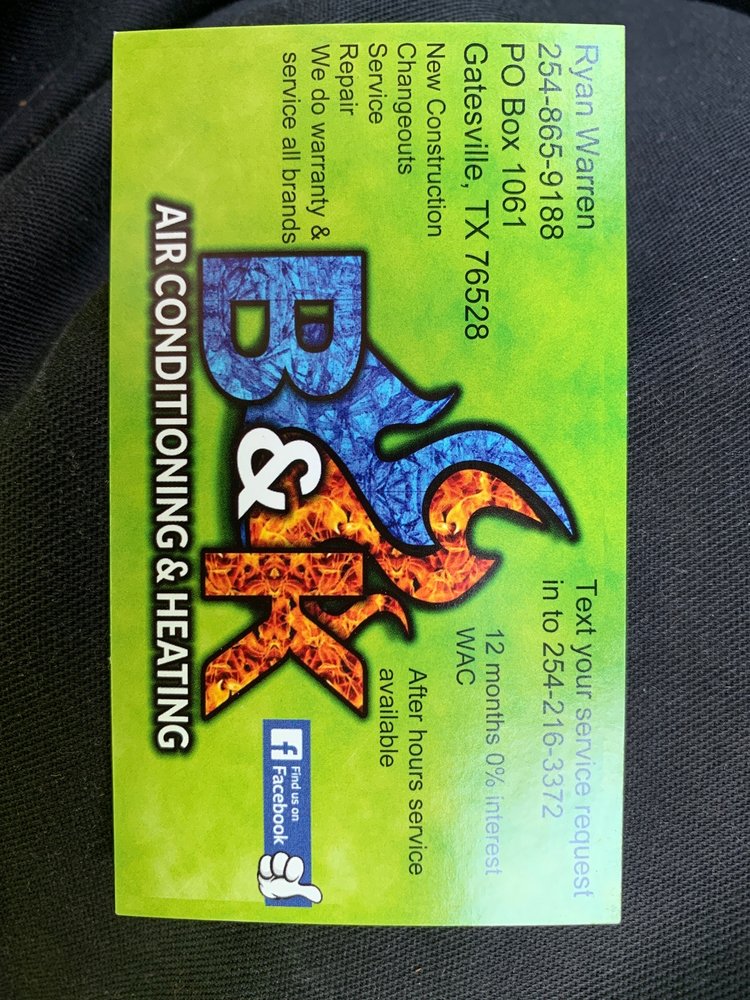 Ryan Warren
254-865-9188
PO Box 1061
Gatesville, TX 76528
New Construction
Changeouts
Service
Repair
We do warranty &
service all brands
Text your service request
in to 254-216-3372
12 months 0% interest
WAC
After hours service
available
B&K
AIR CONDITIONING & HEATING
f
Find us on
Facebook